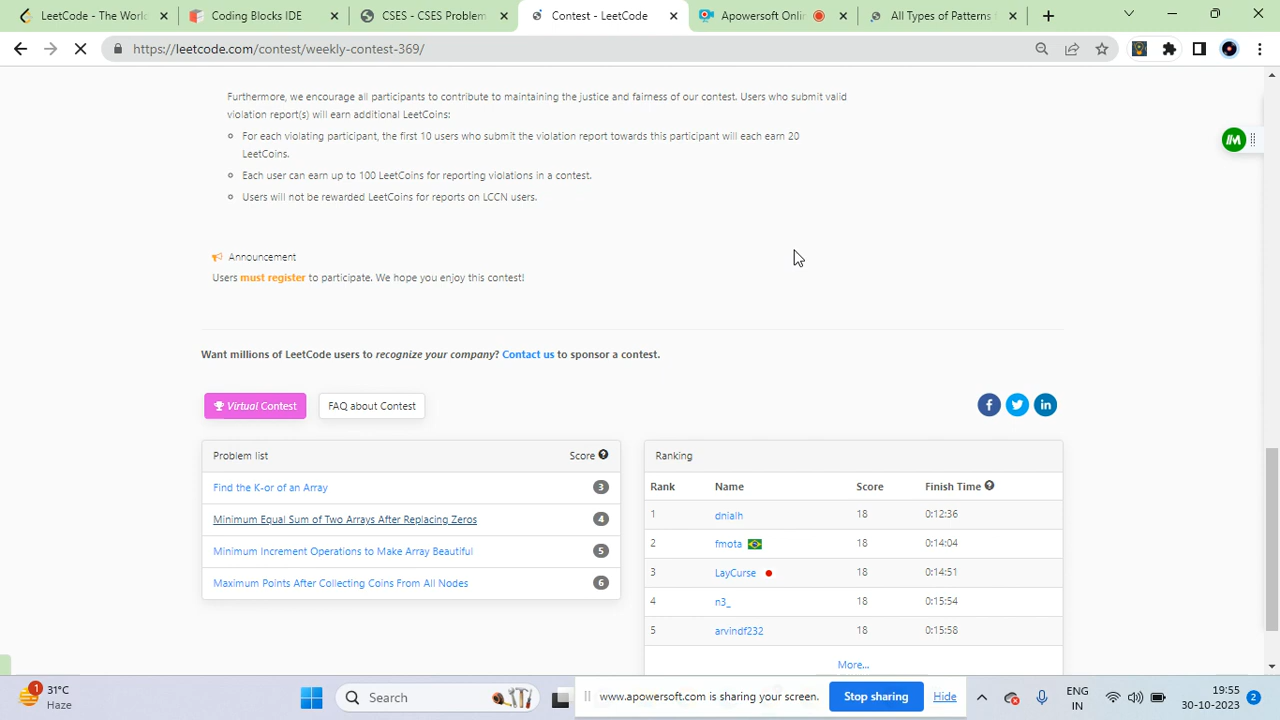 LeetCode - The World
Coding Blocks IDE
CSES - CSES Problem
Contest - LeetCode
Apowersoft Onli
All Types of Patterns
https://leetcode.com/contest/weekly-contest-369/
Furthermore, we encourage all participants to contribute to maintaining the justice and fairness of our contest. Users who submit valid
violation report(s) will earn additional LeetCoins:
For each violating participant, the first 10 users who submit the violation report towards this participant will each earn 20
LeetCoins.
Each user can earn up to 100 LeetCoins for reporting violations in a contest.
Users will not be rewarded LeetCoins for reports on LCCN users.
Announcement
Users must register to participate. We hope you enjoy this contest!
Want millions of LeetCode users to recognize your company? Contact us to sponsor a contest.
Virtual Contest
FAQ about Contest
Problem list Score
Find the K-or of an Array 3
Minimum Equal Sum of Two Arrays After Replacing Zeros 4
Minimum Increment Operations to Make Array Beautiful 5
Maximum Points After Collecting Coins From All Nodes 6
Ranking
Rank Name Score Finish Time
1 dnialh 18 0:12:36
2 fmota 18 0:14:04
3 LayCurse 18 0:14:51
4 n3_ 18 0:15:54
5 arvindf232 18 0:15:58
More...
1
31°C
Haze
Search
www.apowersoft.com is sharing your screen.
Stop sharing
Hide
ENG
IN
19:55
30-10-2023
2